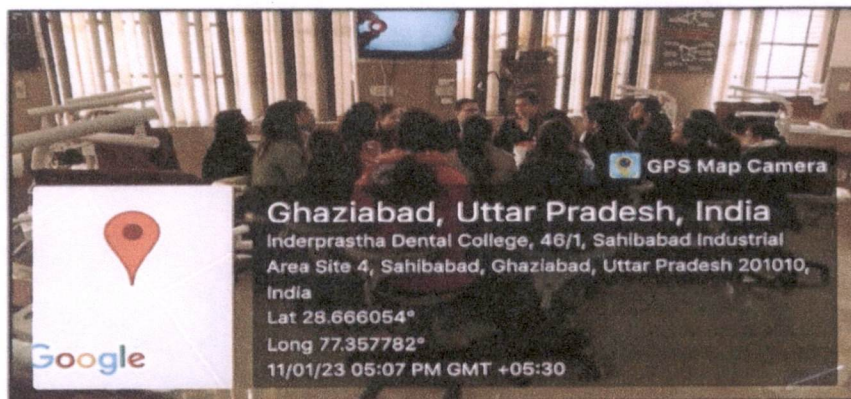 GPS Map Camera
Ghaziabad, Uttar Pradesh, India
Inderprastha Dental College, 46/1, Sahibabad Industrial
Area Site 4, Sahibabad, Ghaziabad, Uttar Pradesh 201010,
India
Lat 28.666054°
Long 77.357782°
11/01/23 05:07 PM GMT +05:30
Google